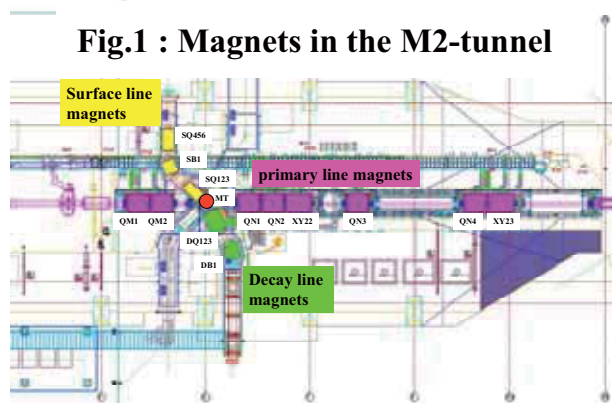 Fig.1 : Magnets in the M2-tunnel
Surface line
magnets
SQ456
SB1
SQ123
primary line magnets
MT
QM1
QM2
QN1
QN2
XY22
QN3
QN4
XY23
DQ123
DB1
Decay line
magnets